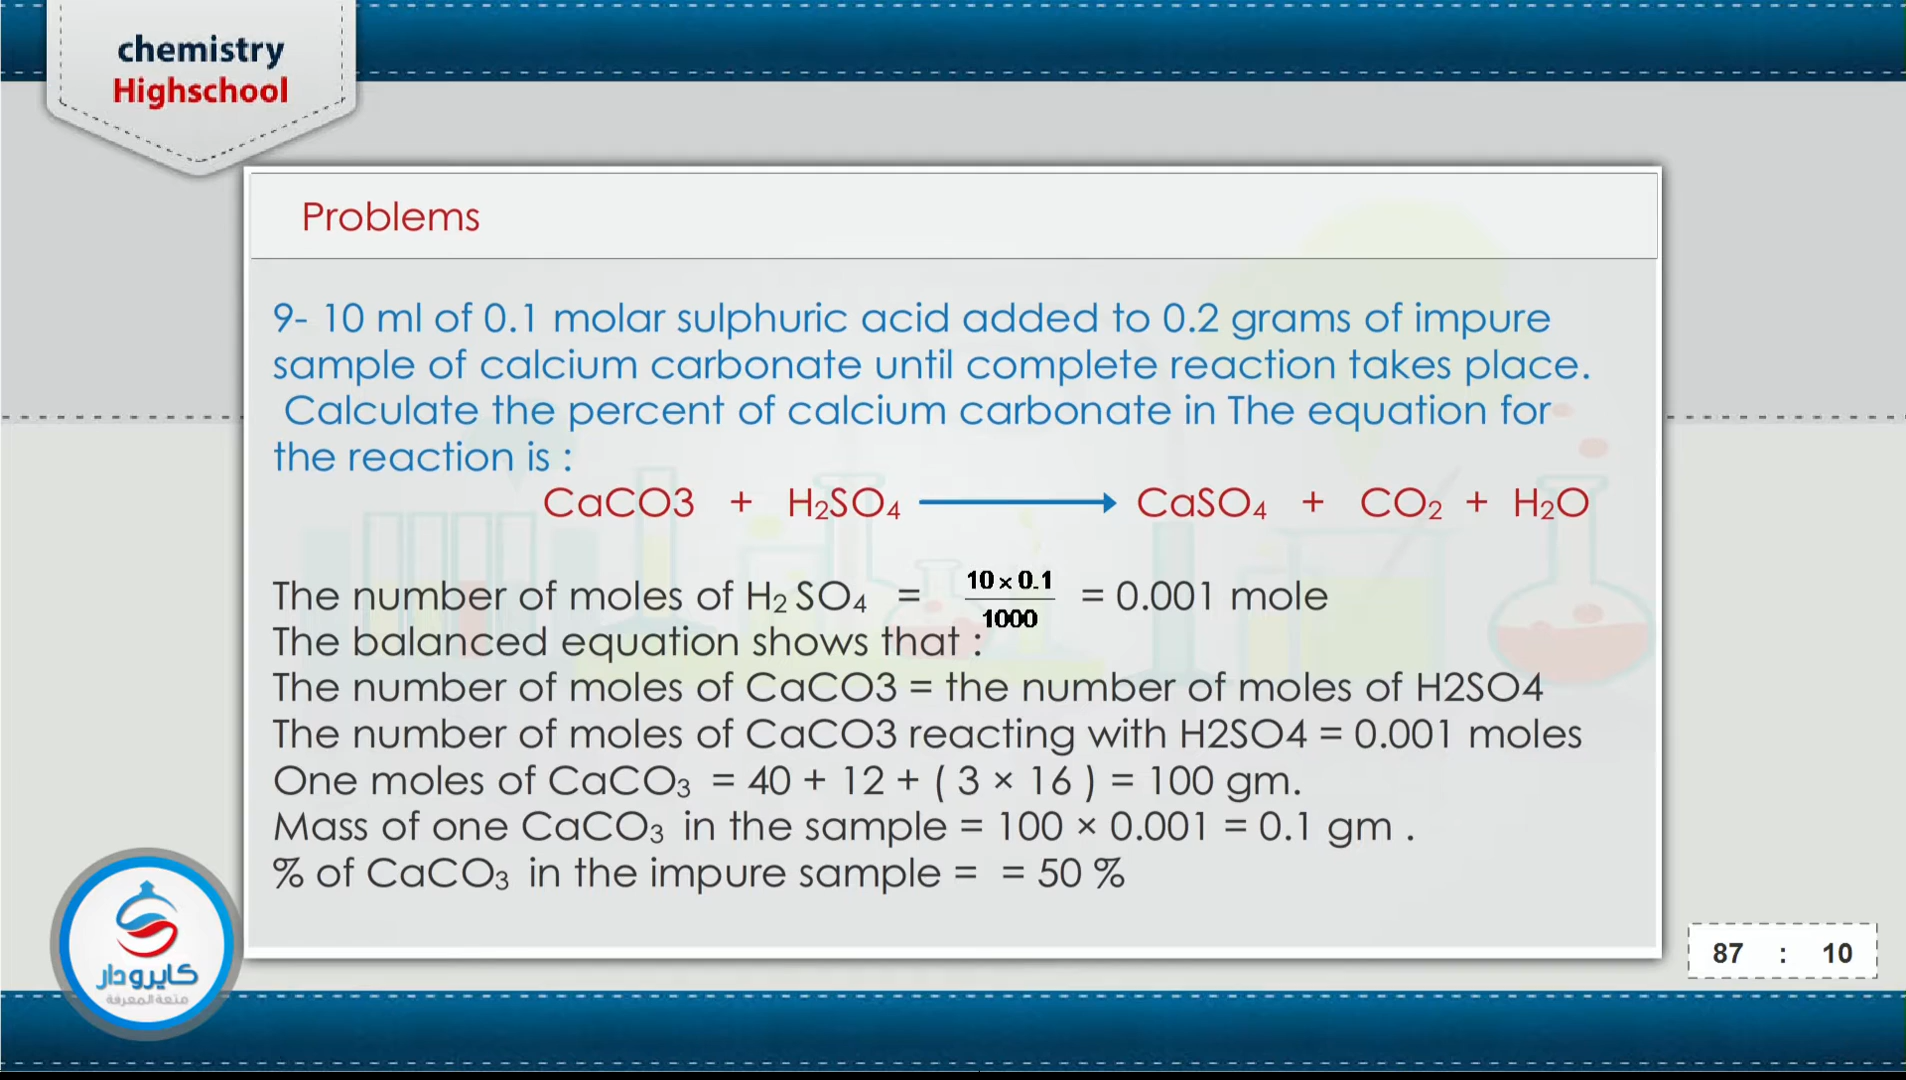 chemistry
Highschool
Problems
9- 10 ml of 0.1 molar sulphuric acid added to 0.2 grams of impure
sample of calcium carbonate until complete reaction takes place.
Calculate the percent of calcium carbonate in The equation for
the reaction is :
CaCO3 + H₂SO₄ ⟶ CaSO₄ + CO₂ + H₂O
The number of moles of H₂ SO₄ = 10 × 0.1 / 1000 = 0.001 mole
The balanced equation shows that :
The number of moles of CaCO3 = the number of moles of H2SO4
The number of moles of CaCO3 reacting with H2SO4 = 0.001 moles
One moles of CaCO₃ = 40 + 12 + ( 3 × 16 ) = 100 gm.
Mass of one CaCO₃ in the sample = 100 × 0.001 = 0.1 gm .
% of CaCO₃ in the impure sample = = 50 %
كايرودار
متعة المعرفة
87 : 10